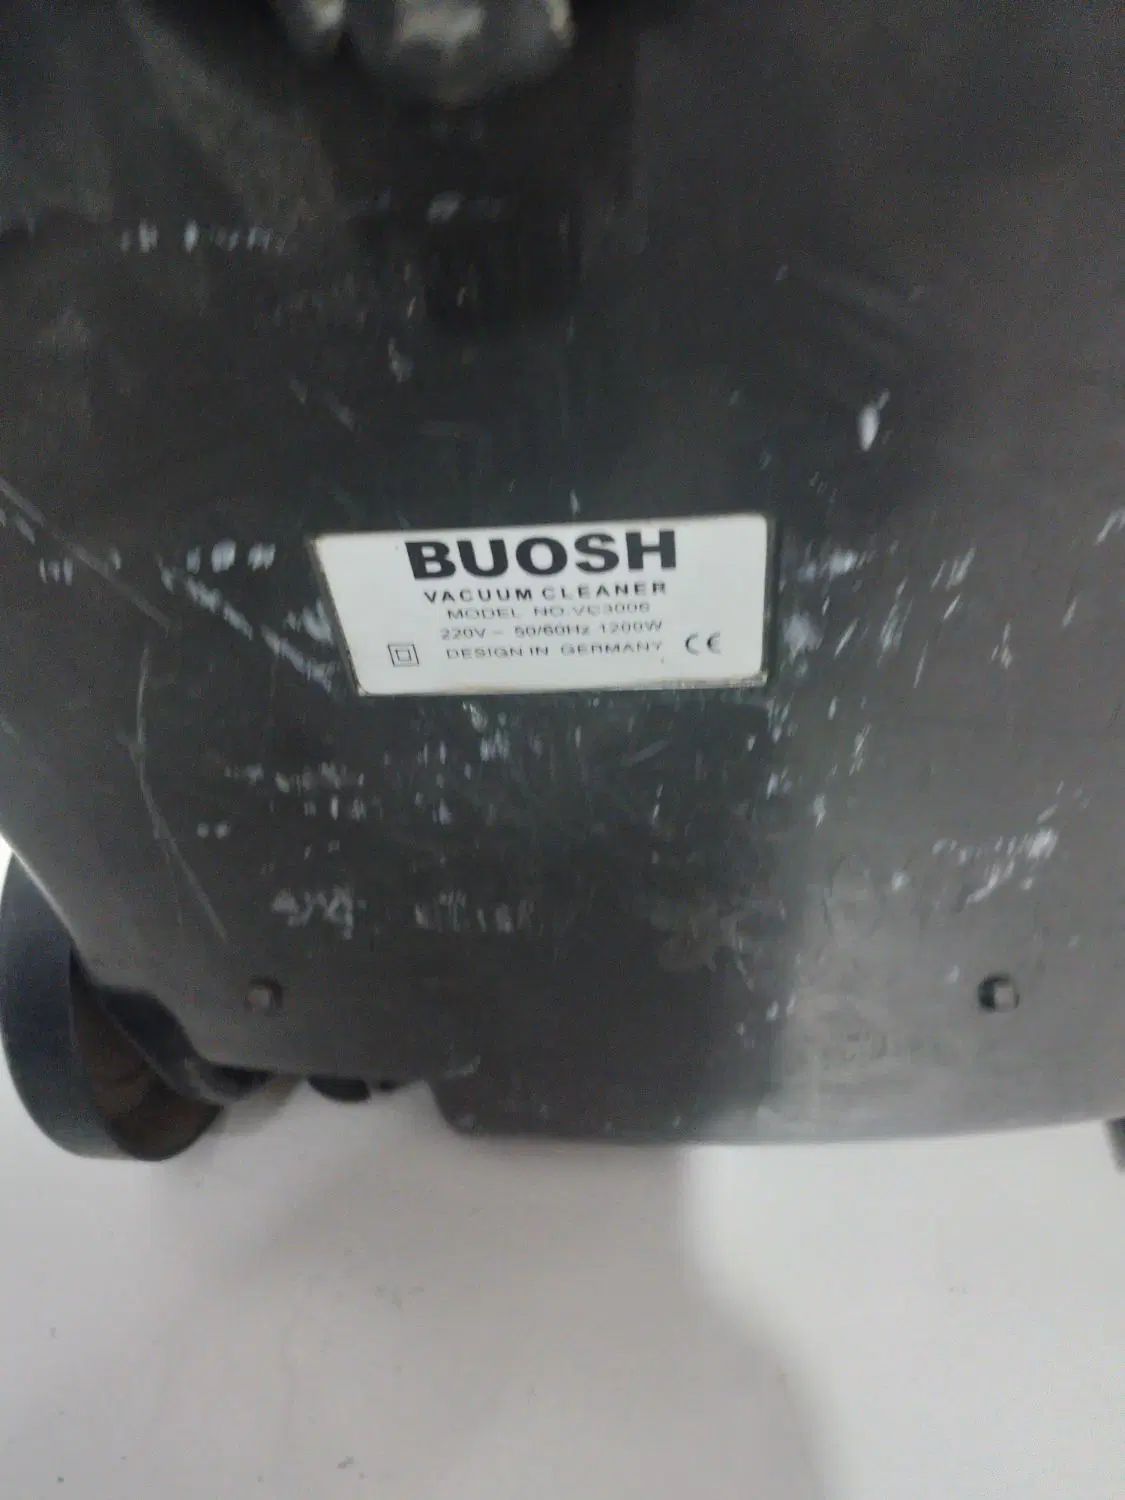 BUOSH
VACUUM CLEANER
MODEL NO.VC3006
220V ~ 50/60Hz 1200W
DESIGN IN GERMANY CE